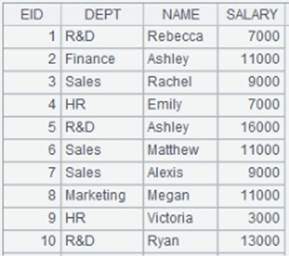 EID DEPT NAME SALARY
1 R&D Rebecca 7000
2 Finance Ashley 11000
3 Sales Rachel 9000
4 HR Emily 7000
5 R&D Ashley 16000
6 Sales Matthew 11000
7 Sales Alexis 9000
8 Marketing Megan 11000
9 HR Victoria 3000
10 R&D Ryan 13000